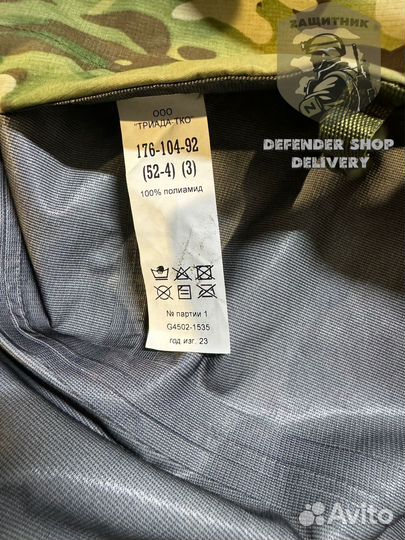 ZАЩИТНИК
DEFENDER SHOP
DELIVERY
ООО
"ТРИАДА-ТКО"
176-104-92
(52-4) (3)
100% полиамид
№ партии 1
G4502-1535
год изг. 23
Avito